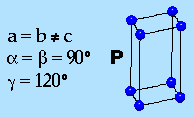 a = b ≠ c
α = β = 90°
γ = 120°
P